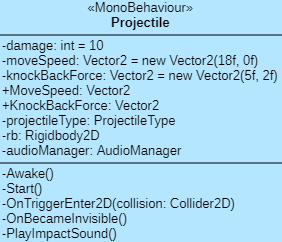 «MonoBehaviour»
Projectile
-damage: int = 10
-moveSpeed: Vector2 = new Vector2(18f, 0f)
-knockBackForce: Vector2 = new Vector2(5f, 2f)
+MoveSpeed: Vector2
+KnockBackForce: Vector2
-projectileType: ProjectileType
-rb: Rigidbody2D
-audioManager: AudioManager
-Awake()
-Start()
-OnTriggerEnter2D(collision: Collider2D)
-OnBecameInvisible()
-PlayImpactSound()